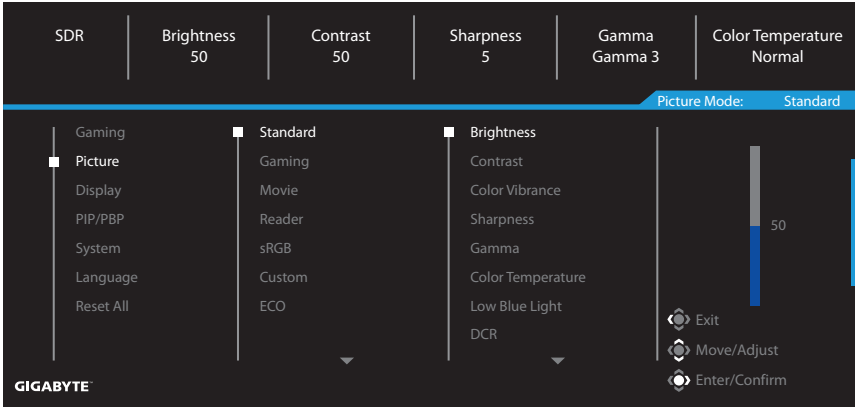 SDR
Brightness
50
Contrast
50
Sharpness
5
Gamma
Gamma 3
Color Temperature
Normal
Picture Mode: Standard
Gaming
Picture
Display
PIP/PBP
System
Language
Reset All
Standard
Gaming
Movie
Reader
sRGB
Custom
ECO
Brightness
Contrast
Color Vibrance
Sharpness
Gamma
Color Temperature
Low Blue Light
DCR
50
Exit
Move/Adjust
Enter/Confirm
GIGABYTE™